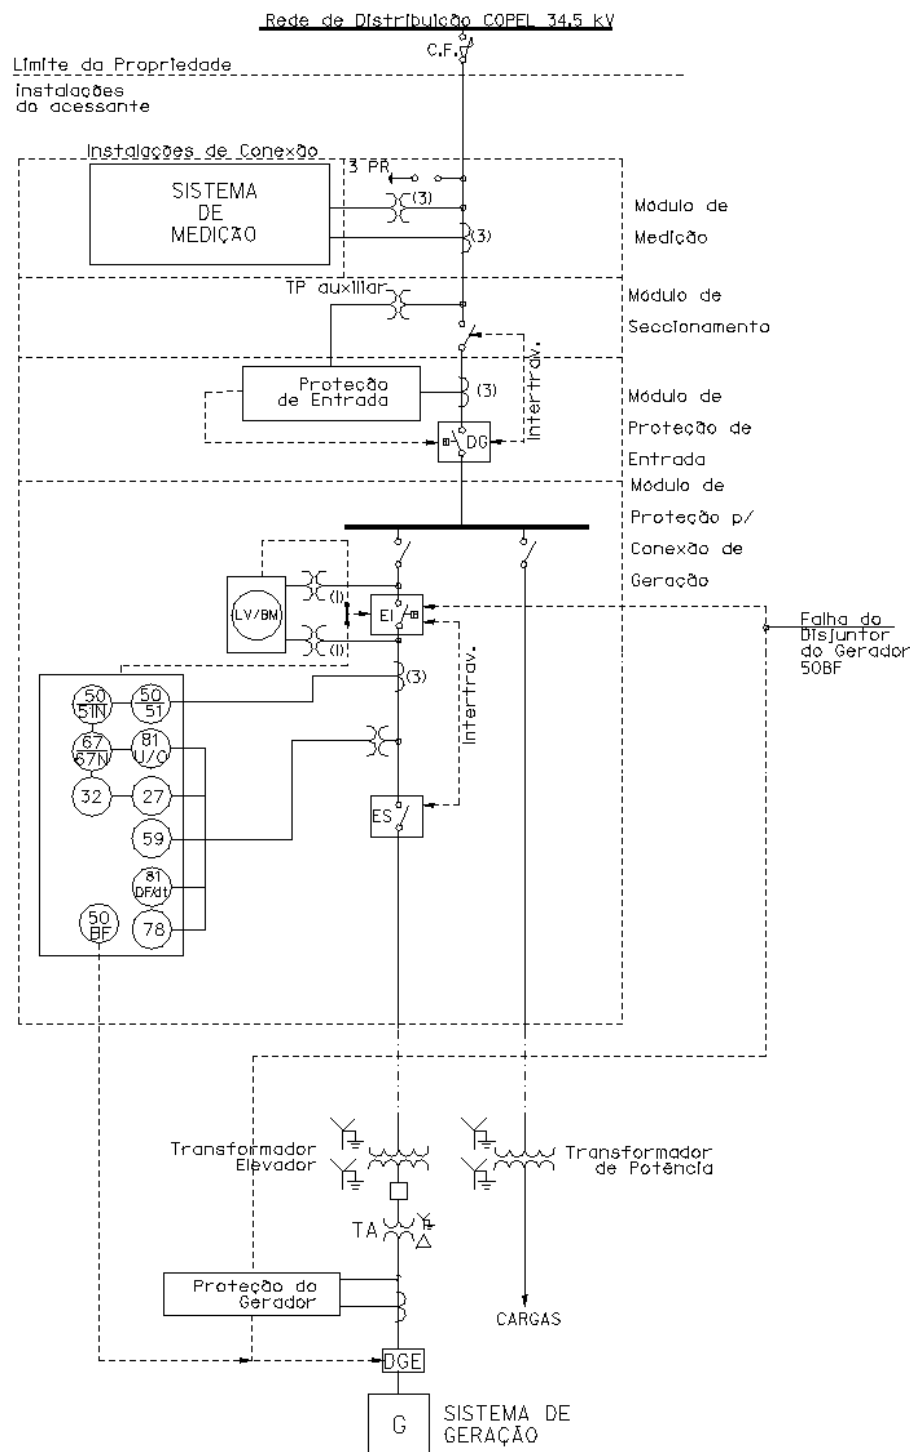 Rede de Distribuição COPEL 34.5 kV
C.F.
Limite da Propriedade
instalações
do acessante
Instalações de Conexão
3 PR
SISTEMA
DE
MEDIÇÃO
(3)
(3)
Módulo de
Medição
TP auxiliar
Módulo de
Seccionamento
Intertrav.
Proteção
de Entrada
(3)
DG
Módulo de
Proteção de
Entrada
Módulo de
Proteção p/
Conexão de
Geração
LV/BM
(1)
EI
(1)
Falha do
Disjuntor
do Gerador
50BF
(3)
Intertrav.
50
51N
50
51
67
67N
81
U/O
32
27
59
ES
81
DF/dt
50
BF
78
Transformador
Elevador
Transformador
de Potência
TA
Proteção do
Gerador
CARGAS
DGE
G
SISTEMA DE
GERAÇÃO